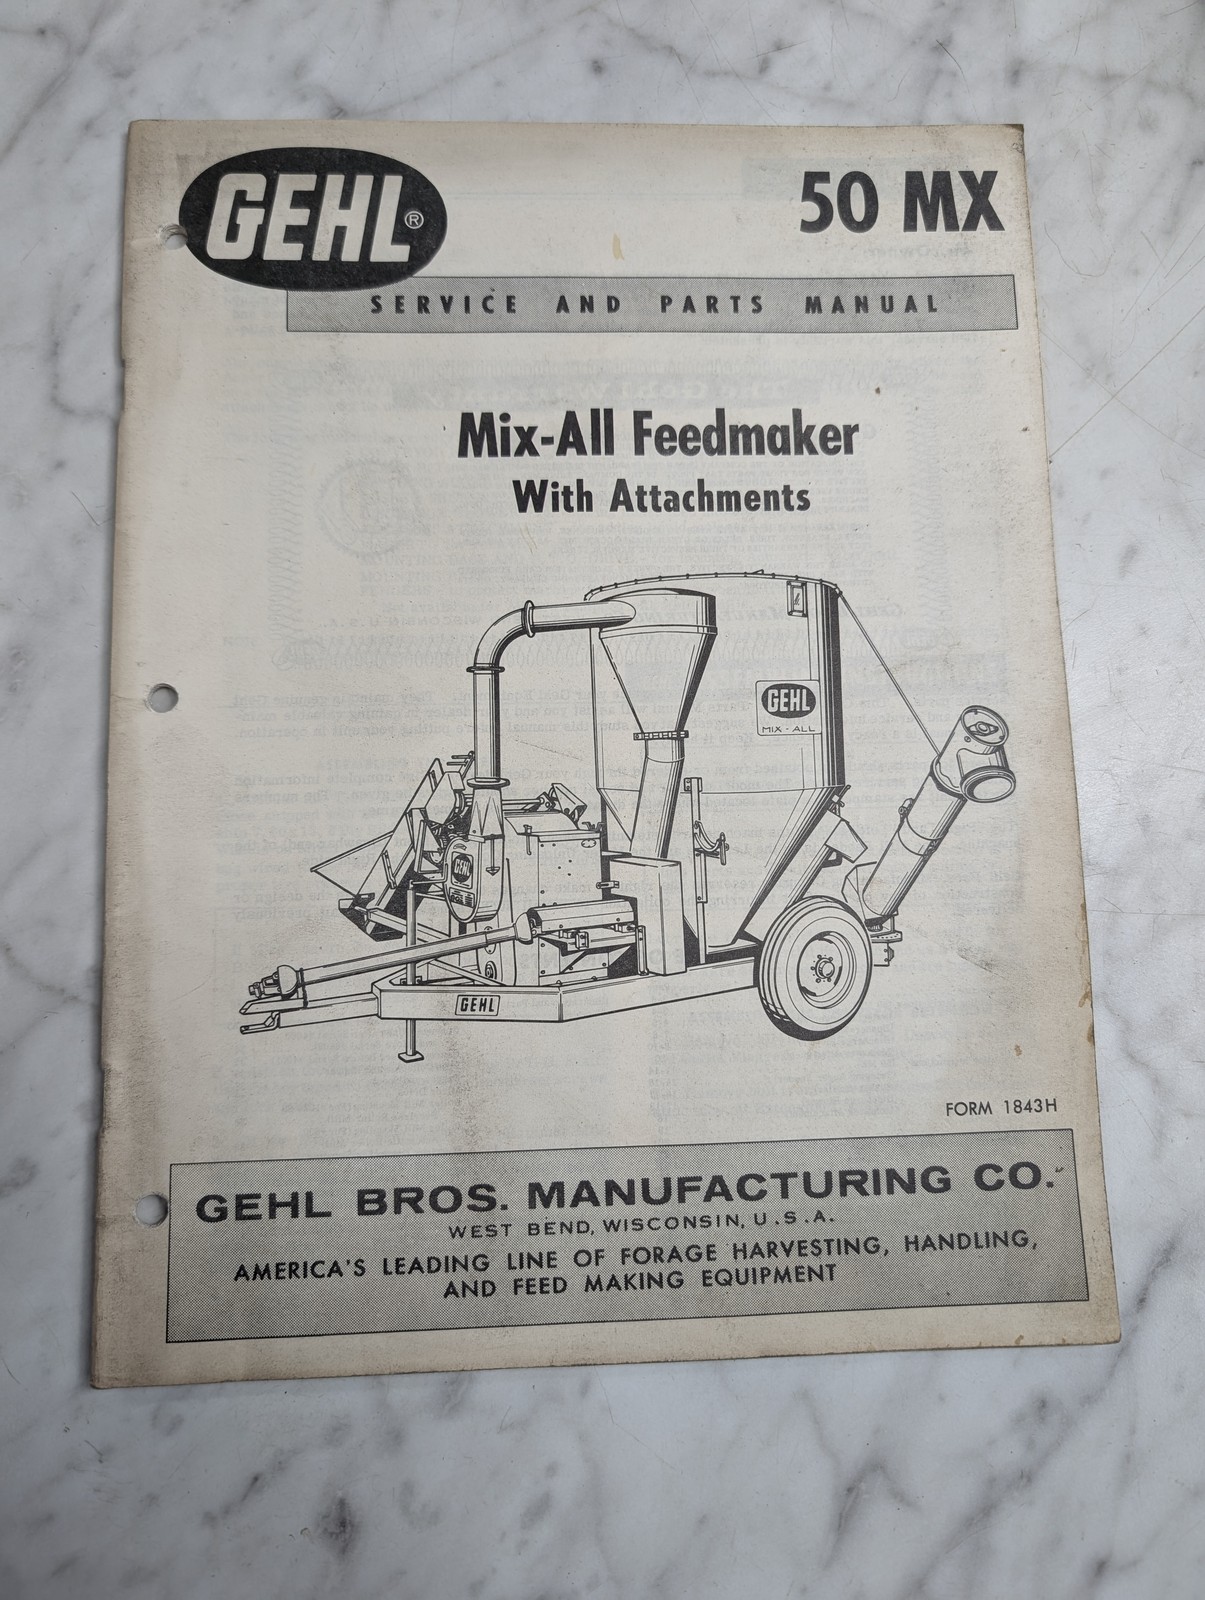 GEHL®
50 MX
SERVICE AND PARTS MANUAL
Mix-All Feedmaker
With Attachments
GEHL
MIX-ALL
GEHL
GEHL
FORM 1843H
GEHL BROS. MANUFACTURING CO.
WEST BEND, WISCONSIN, U.S.A.
AMERICA'S LEADING LINE OF FORAGE HARVESTING, HANDLING,
AND FEED MAKING EQUIPMENT